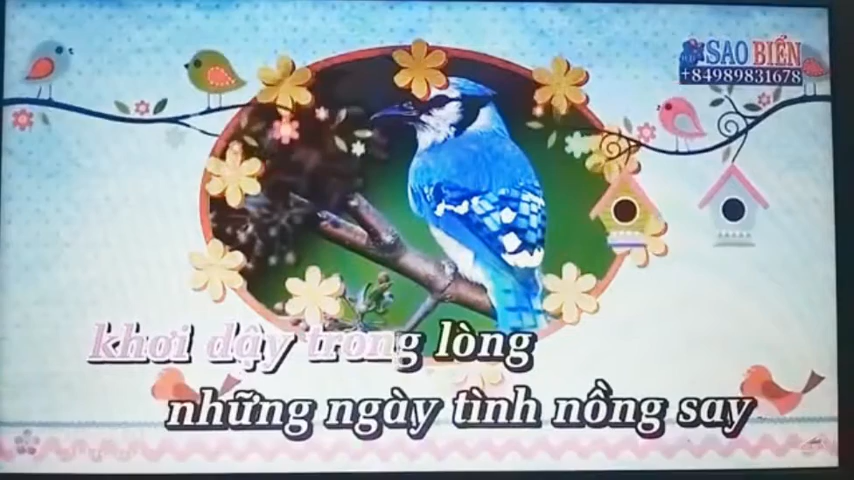 SAO BIỂN
+84989831678
khơi dậy trong lòng
những ngày tình nồng say